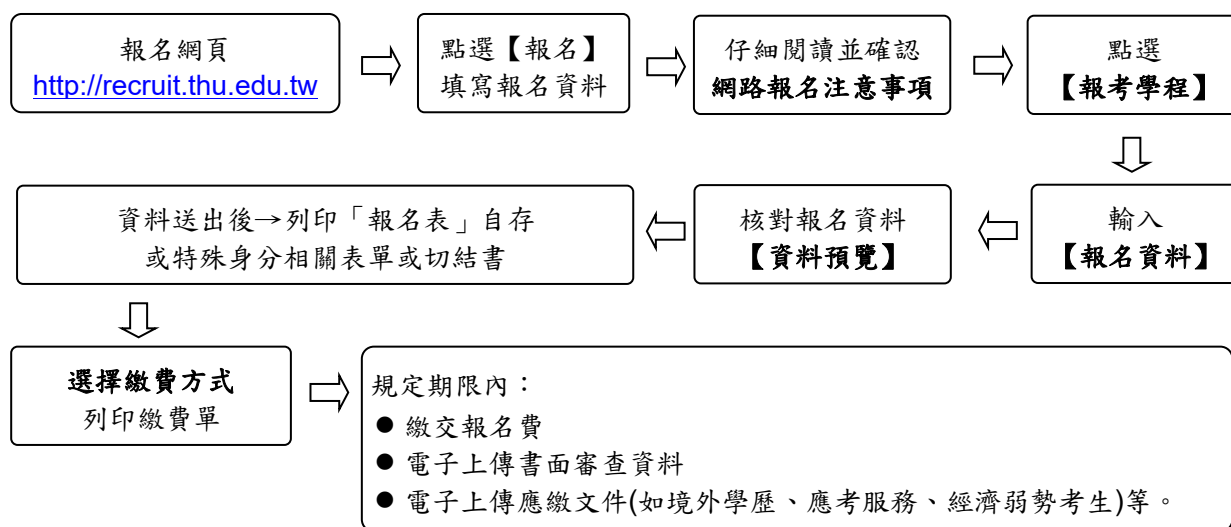 報名網頁
http://recruit.thu.edu.tw
點選【報名】
填寫報名資料
仔細閱讀並確認
網路報名注意事項
點選
【報考學程】
輸入
【報名資料】
核對報名資料
【資料預覽】
資料送出後→列印「報名表」自存
或特殊身分相關表單或切結書
選擇繳費方式
列印繳費單
規定期限內：
● 繳交報名費
● 電子上傳書面審查資料
● 電子上傳應繳文件(如境外學歷、應考服務、經濟弱勢考生)等。